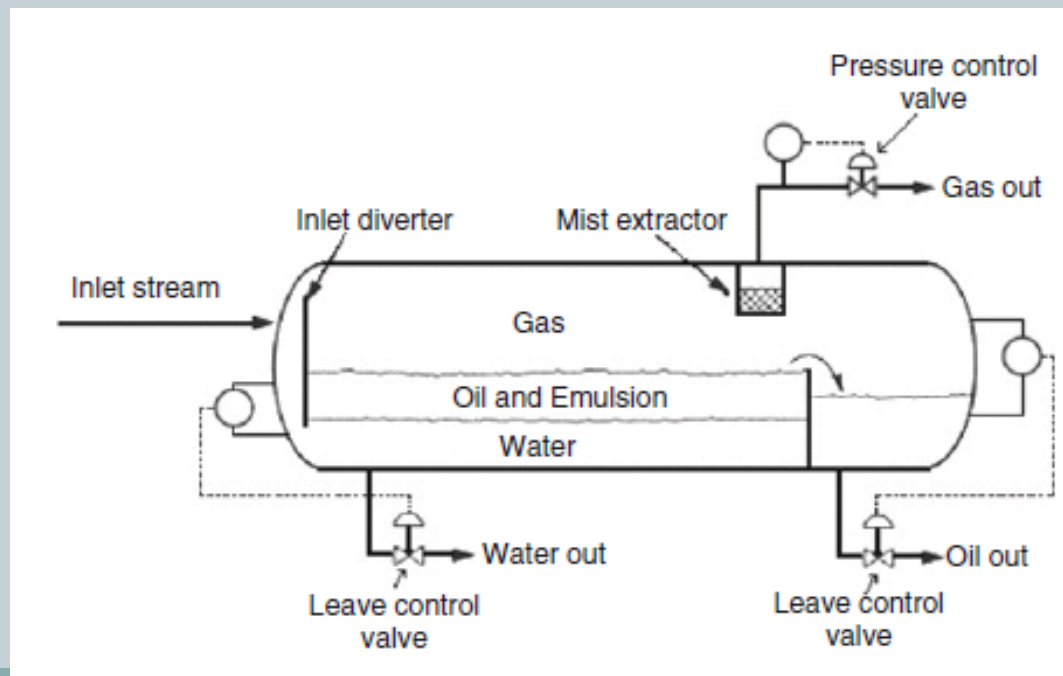 Pressure control
valve
Gas out
Inlet diverter
Mist extractor
Inlet stream
Gas
Oil and Emulsion
Water
Water out
Oil out
Leave control
valve
Leave control
valve